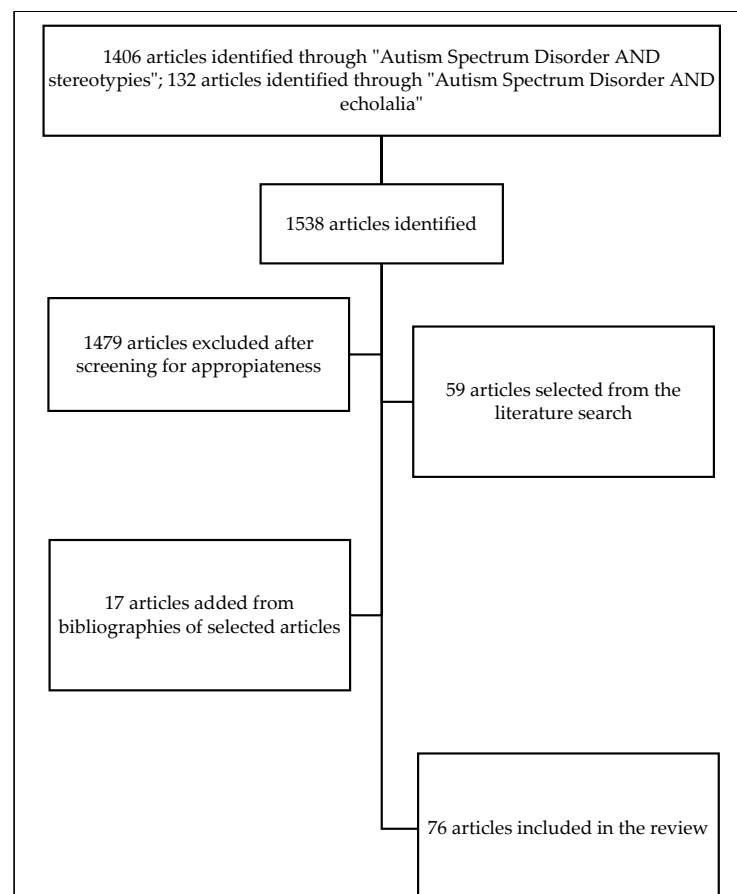 1406 articles identified through "Autism Spectrum Disorder AND
stereotypies"; 132 articles identified through "Autism Spectrum Disorder AND
echolalia"
1538 articles identified
1479 articles excluded after
screening for appropiateness
59 articles selected from the
literature search
17 articles added from
bibliographies of selected articles
76 articles included in the review